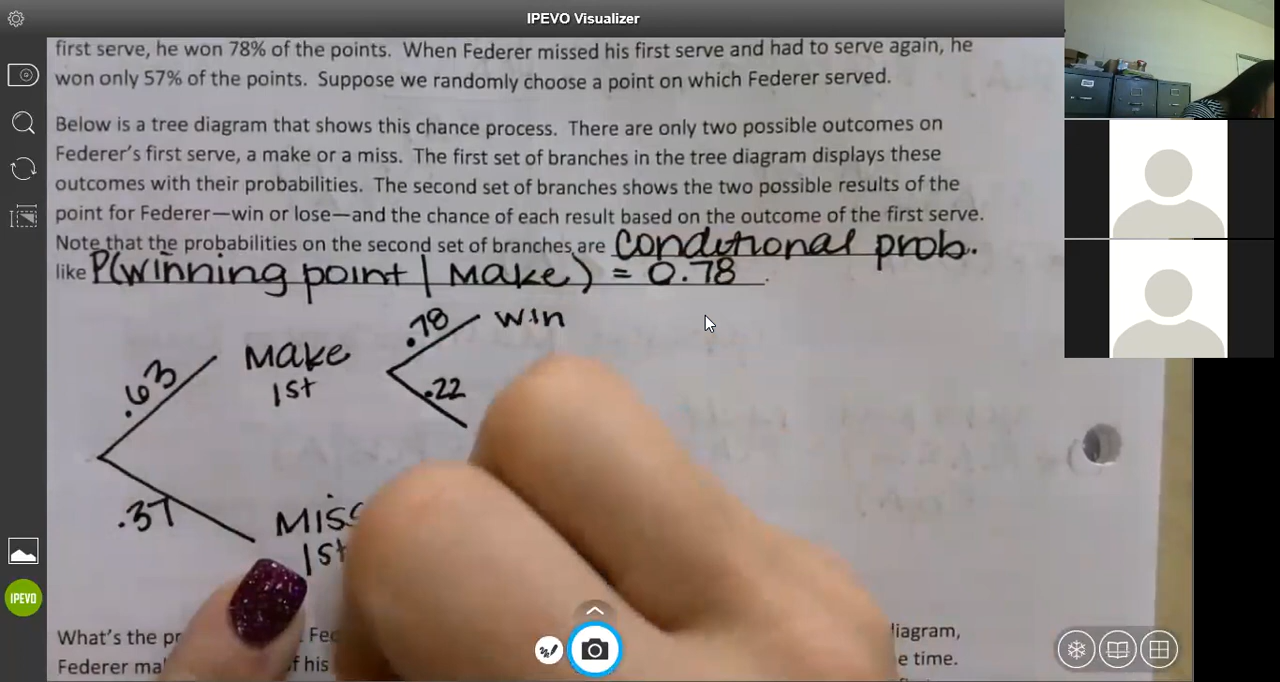 IPEVO Visualizer
first serve, he won 78% of the points. When Federer missed his first serve and had to serve again, he
won only 57% of the points. Suppose we randomly choose a point on which Federer served.
Below is a tree diagram that shows this chance process. There are only two possible outcomes on
Federer's first serve, a make or a miss. The first set of branches in the tree diagram displays these
outcomes with their probabilities. The second set of branches shows the two possible results of the
point for Federer—win or lose—and the chance of each result based on the outcome of the first serve.
Note that the probabilities on the second set of branches are conditional prob.
like P(winning point | Make) = 0.78.
.78 win
.63 Make
1st
.22
.37 Miss
1st
What's the Fed diagram,
Federer of his e time.
IPEVO